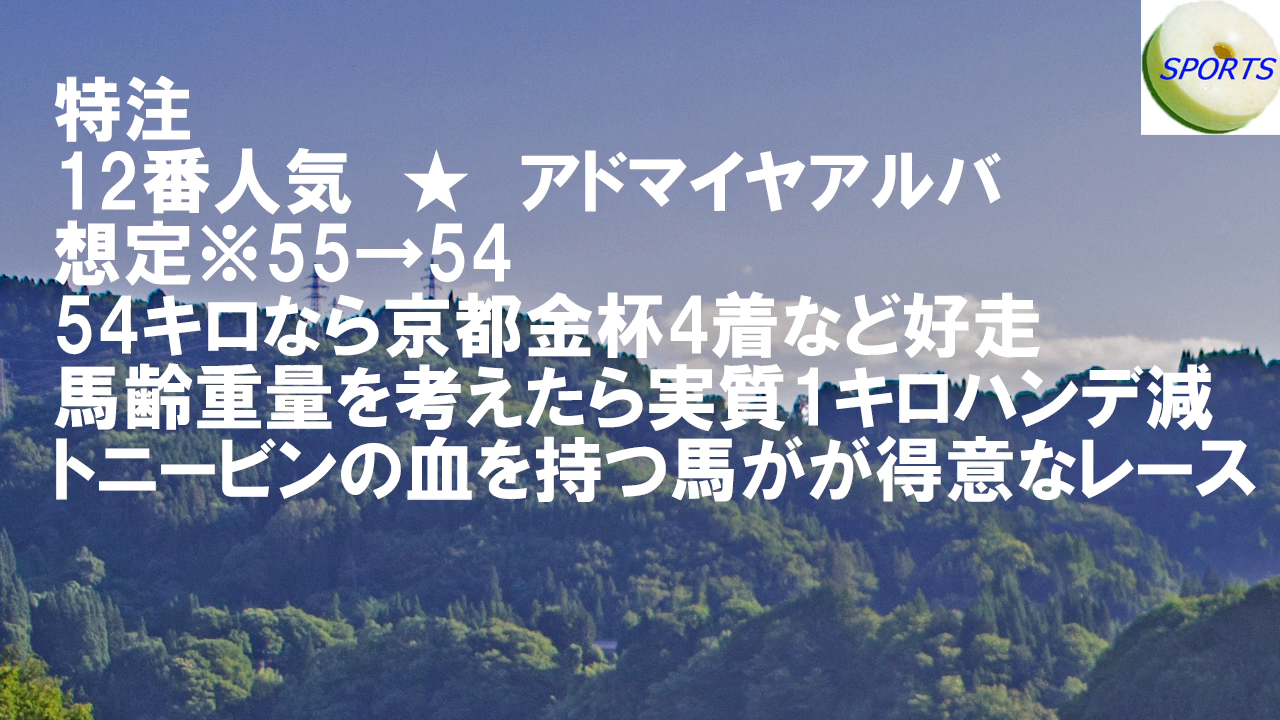 SPORTS
特注
12番人気　★　アドマイヤアルバ
想定※55→54
54キロなら京都金杯4着など好走
馬齢重量を考えたら実質1キロハンデ減
トニービンの血を持つ馬がが得意なレース